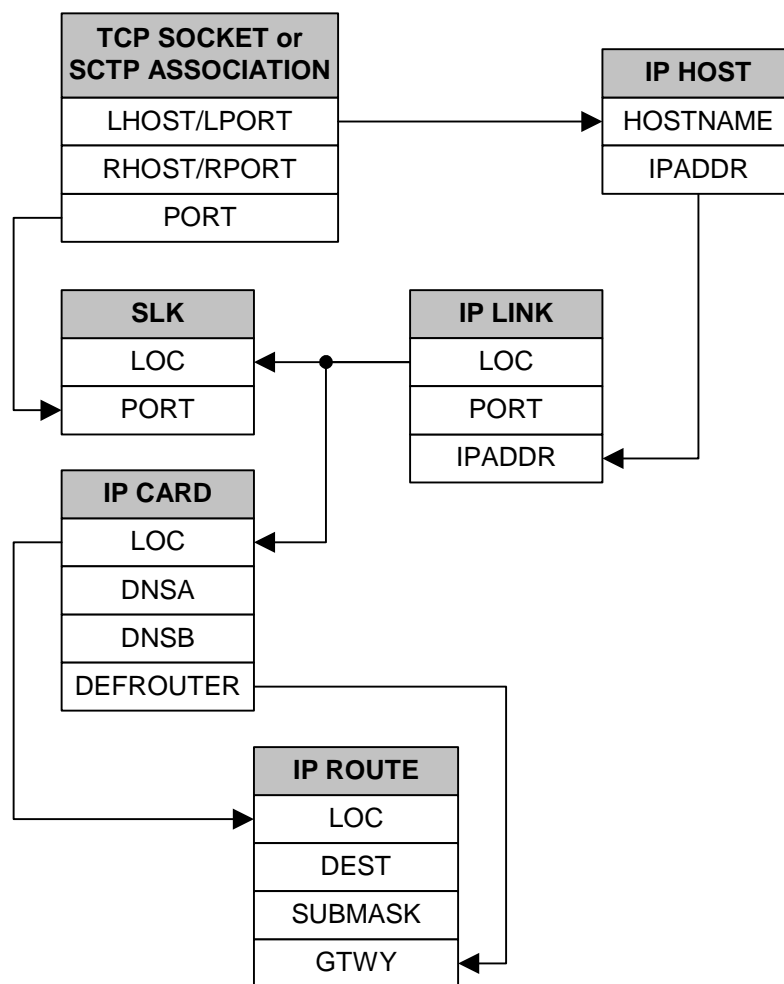 TCP SOCKET or
SCTP ASSOCIATION
LHOST/LPORT
RHOST/RPORT
PORT
IP HOST
HOSTNAME
IPADDR
SLK
LOC
PORT
IP LINK
LOC
PORT
IPADDR
IP CARD
LOC
DNSA
DNSB
DEFROUTER
IP ROUTE
LOC
DEST
SUBMASK
GTWY